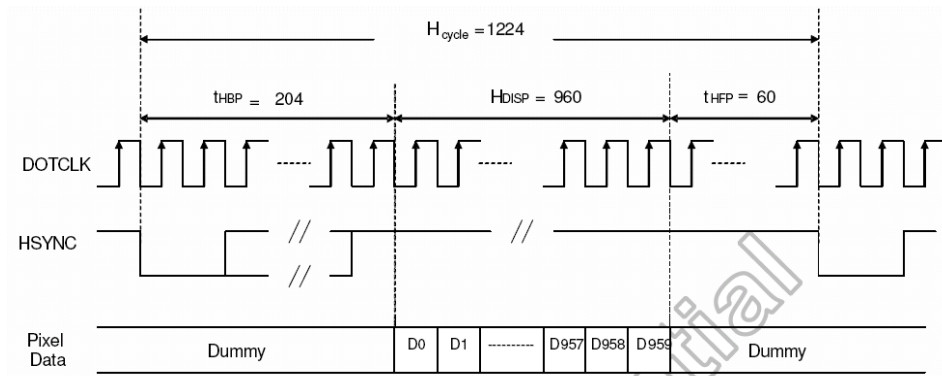 Hcycle = 1224
tHBP = 204
HDISP = 960
tHFP = 60
DOTCLK
HSYNC
Pixel Data
Dummy
D0
D1
D957
D958
D959
Dummy